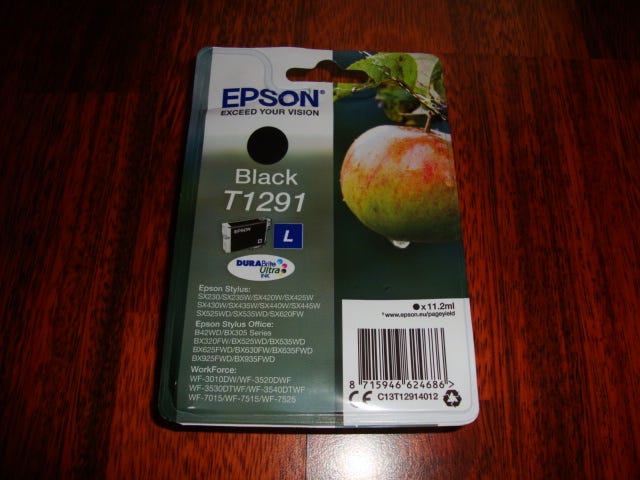 EPSON®
EXCEED YOUR VISION
Black
T1291
EPSON
L
DURABrite
Ultra
INK
Epson Stylus:
SX230/SX235W/SX420W/SX425W
SX430W/SX435W/SX440W/SX445W
SX525WD/SX535WD/SX620FW
Epson Stylus Office:
B42WD/BX305 Series
BX320FW/BX525WD/BX535WD
BX625FWD/BX630FW/BX635FWD
BX925FWD/BX935FWD
WorkForce:
WF-3010DW/WF-3520DWF
WF-3530DTWF/WF-3540DTWF
WF-7015/WF-7515/WF-7525
x 11.2ml
¹ www.epson.eu/pageyield
8 715946 624686 >
CE C13T12914012